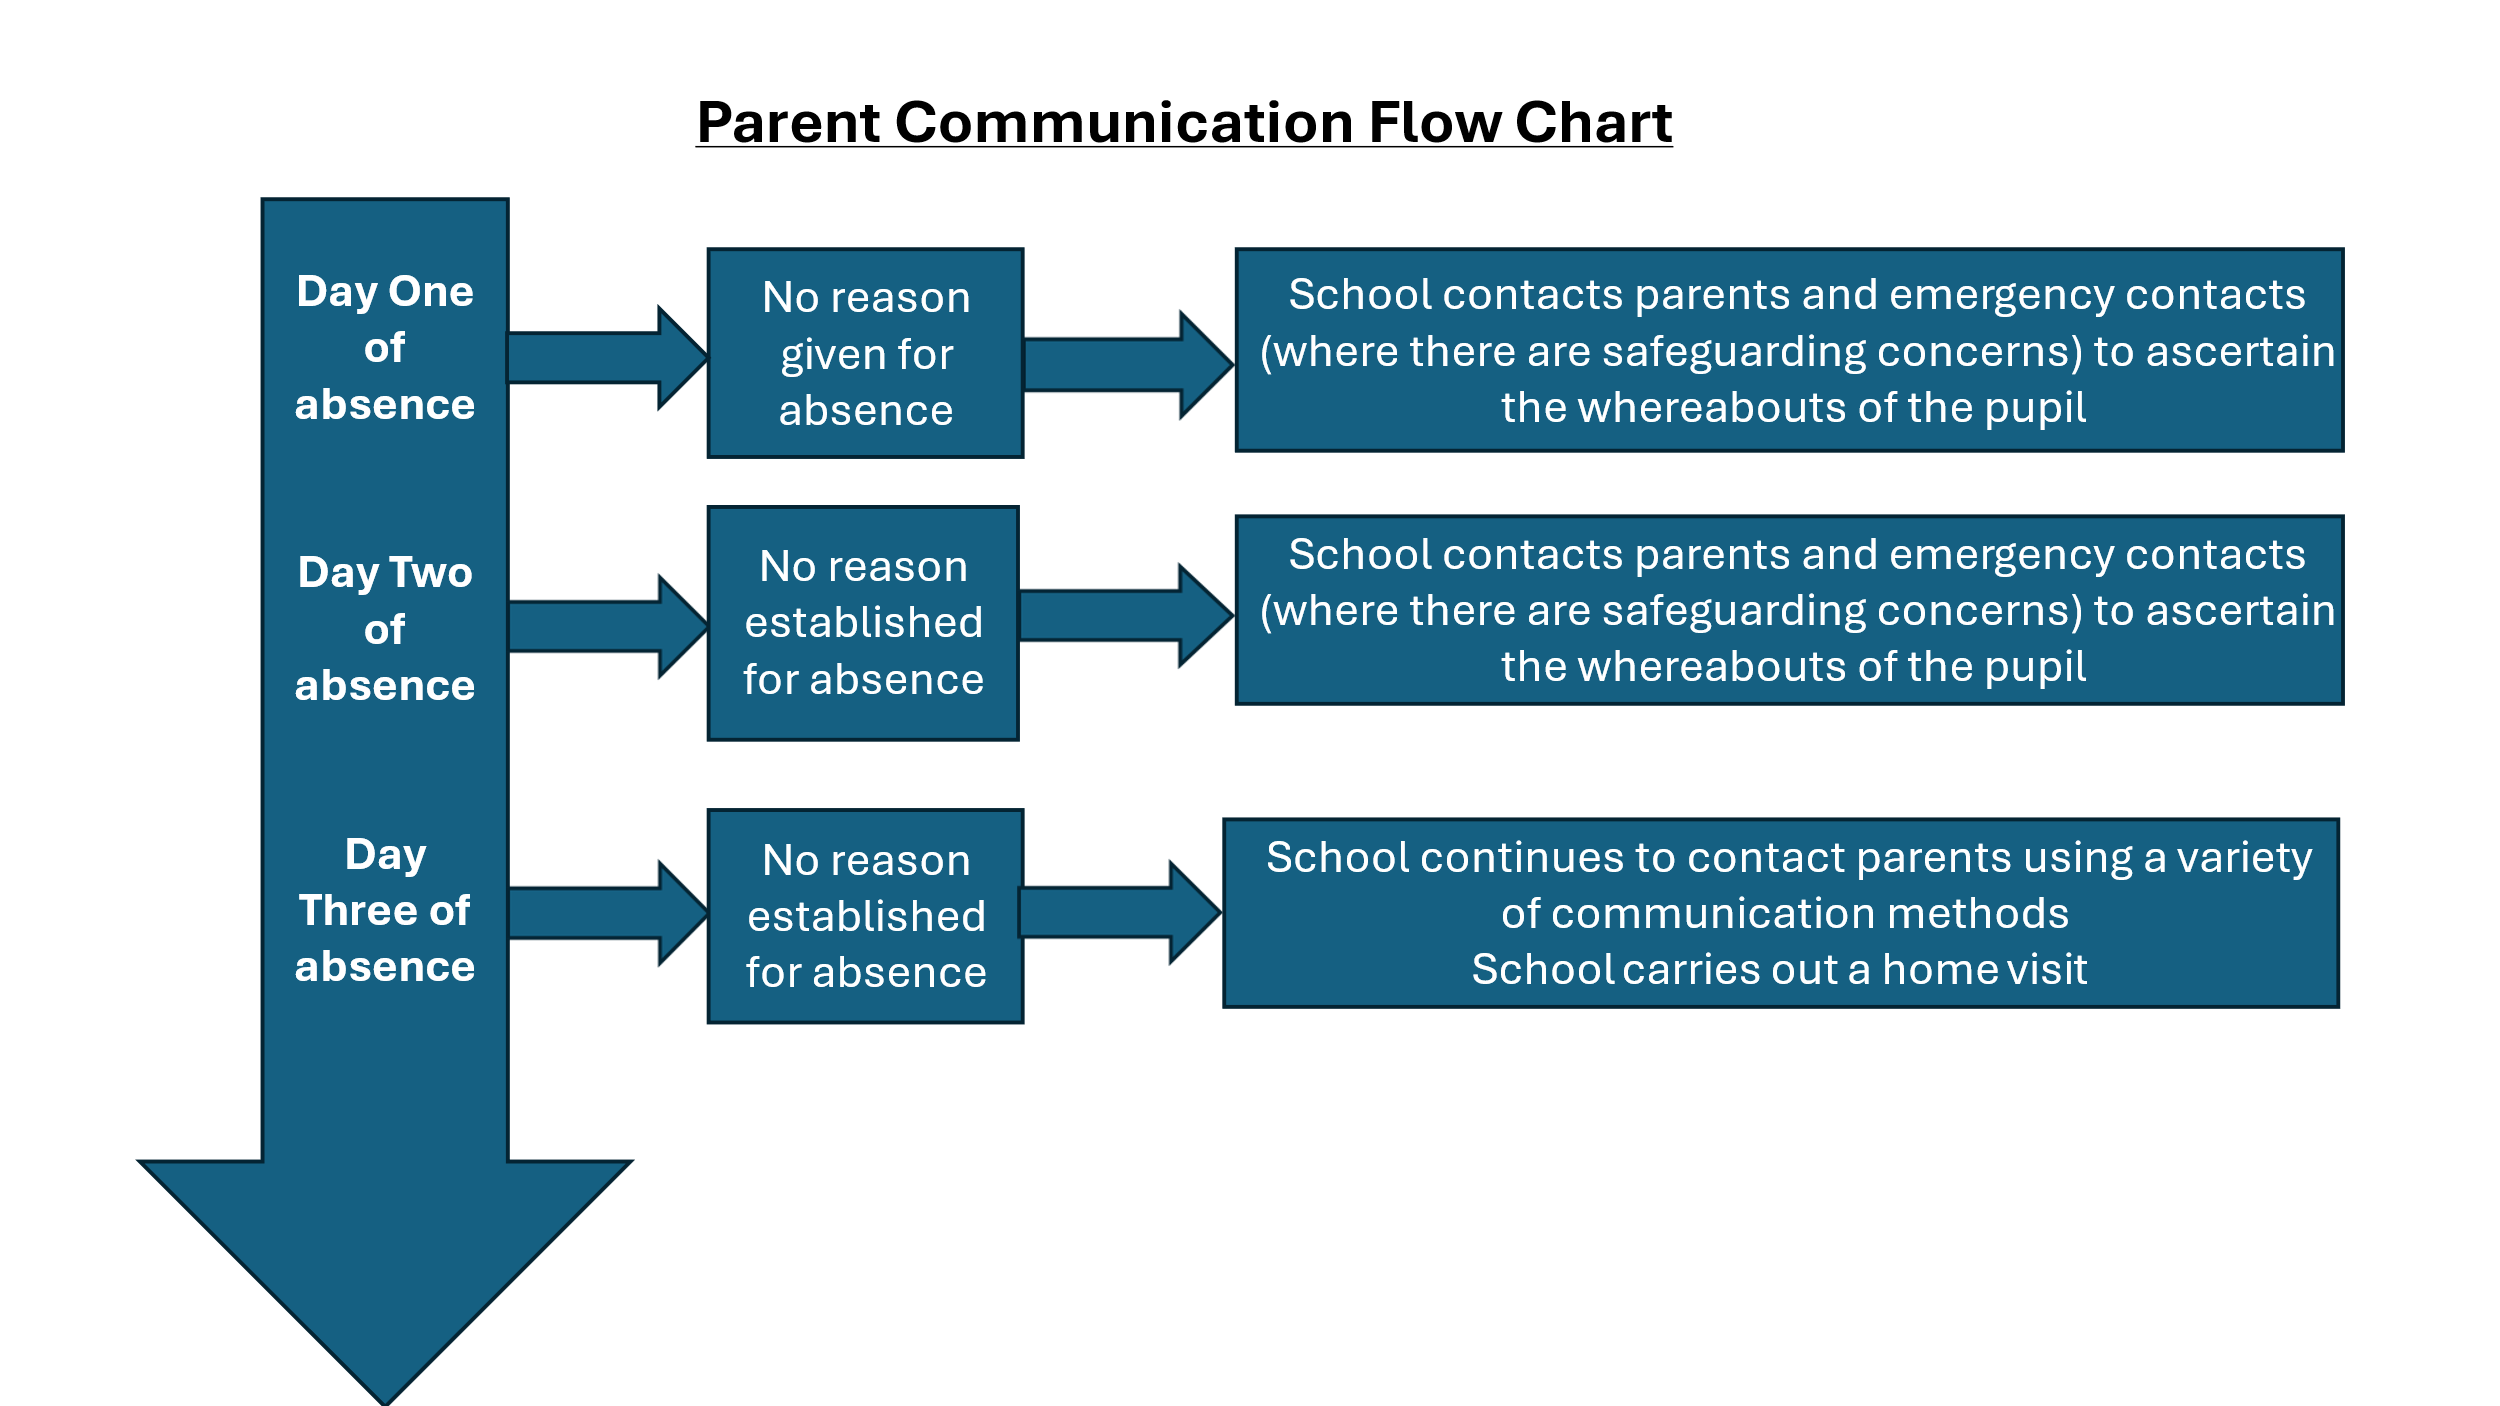 Parent Communication Flow Chart
Day One
of
absence
No reason
given for
absence
School contacts parents and emergency contacts
(where there are safeguarding concerns) to ascertain
the whereabouts of the pupil
Day Two
of
absence
No reason
established
for absence
School contacts parents and emergency contacts
(where there are safeguarding concerns) to ascertain
the whereabouts of the pupil
Day
Three of
absence
No reason
established
for absence
School continues to contact parents using a variety
of communication methods
School carries out a home visit